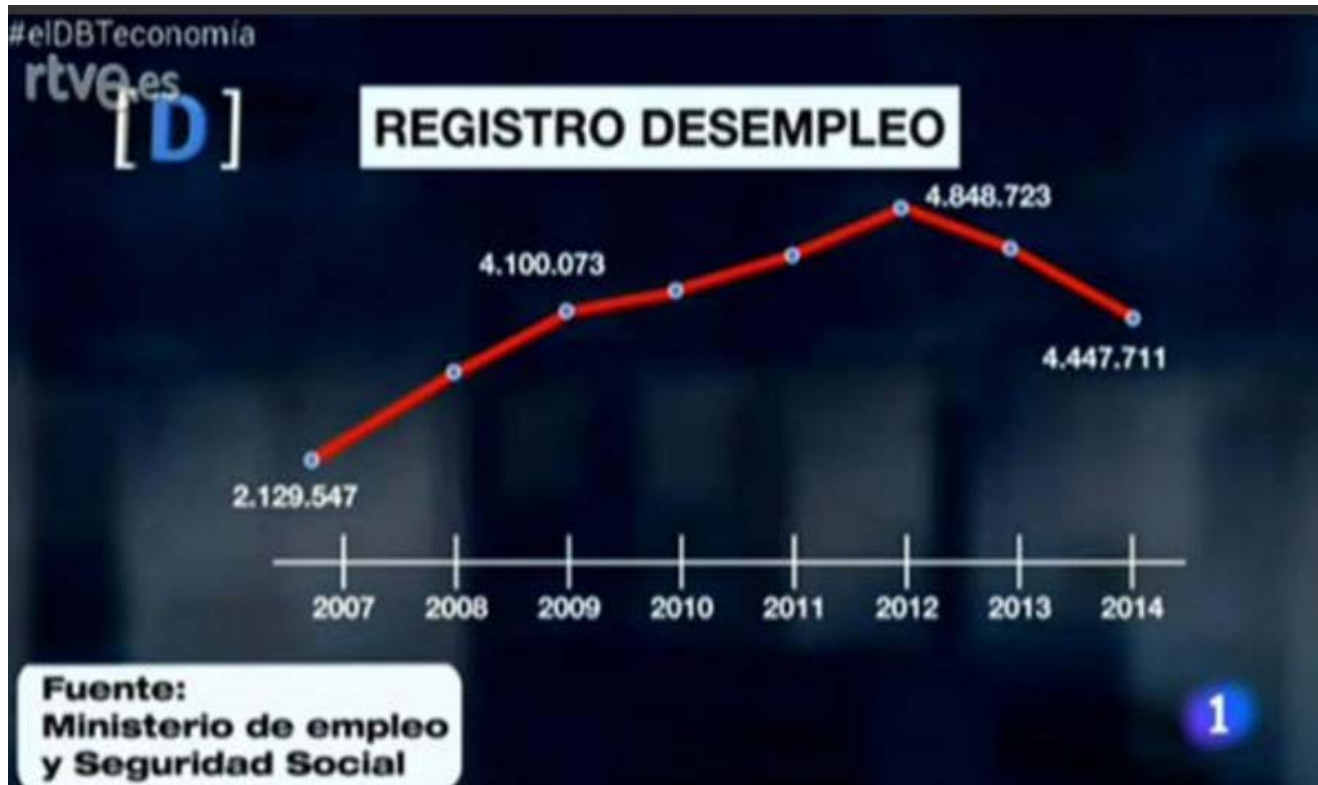 #elDBTeconomía
rtve.es
[D]
REGISTRO DESEMPLEO
4.848.723
4.100.073
4.447.711
2.129.547
2007 2008 2009 2010 2011 2012 2013 2014
Fuente:
Ministerio de empleo
y Seguridad Social
1